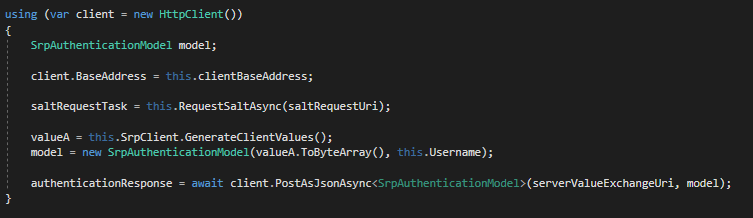 using (var client = new HttpClient())
{
SrpAuthenticationModel model;
client.BaseAddress = this.clientBaseAddress;
saltRequestTask = this.RequestSaltAsync(saltRequestUri);
valueA = this.SrpClient.GenerateClientValues();
model = new SrpAuthenticationModel(valueA.ToByteArray(), this.Username);
authenticationResponse = await client.PostAsJsonAsync<SrpAuthenticationModel>(serverValueExchangeUri, model);
}